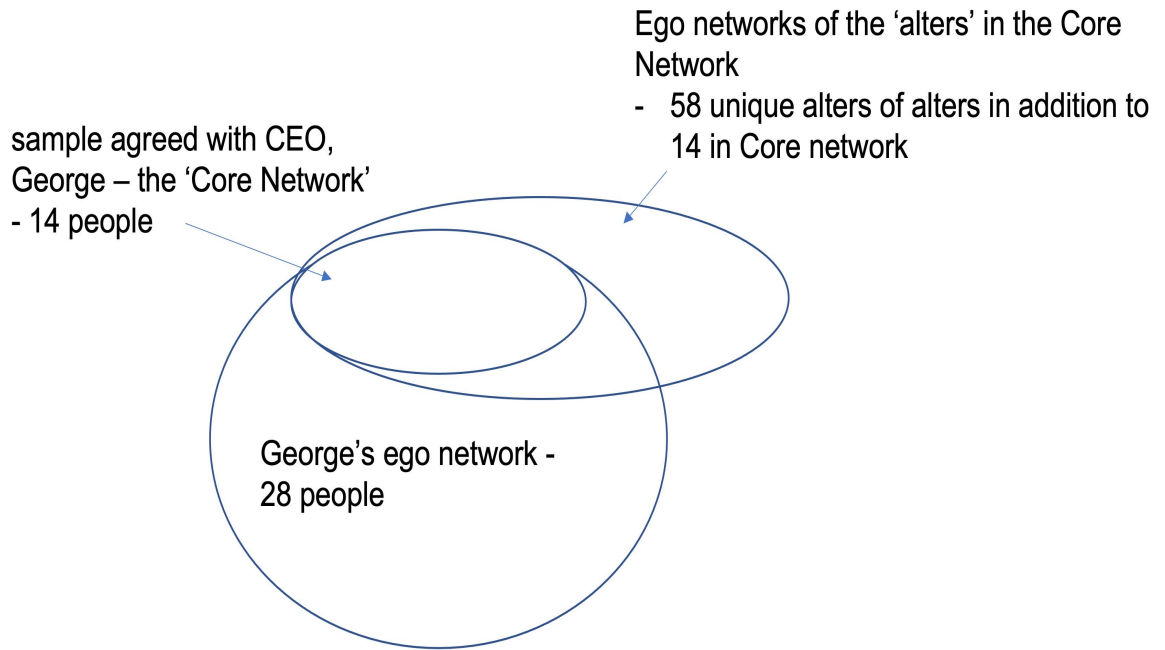 Ego networks of the ‘alters’ in the Core
Network
- 58 unique alters of alters in addition to
14 in Core network
sample agreed with CEO,
George – the ‘Core Network’
- 14 people
George’s ego network -
28 people